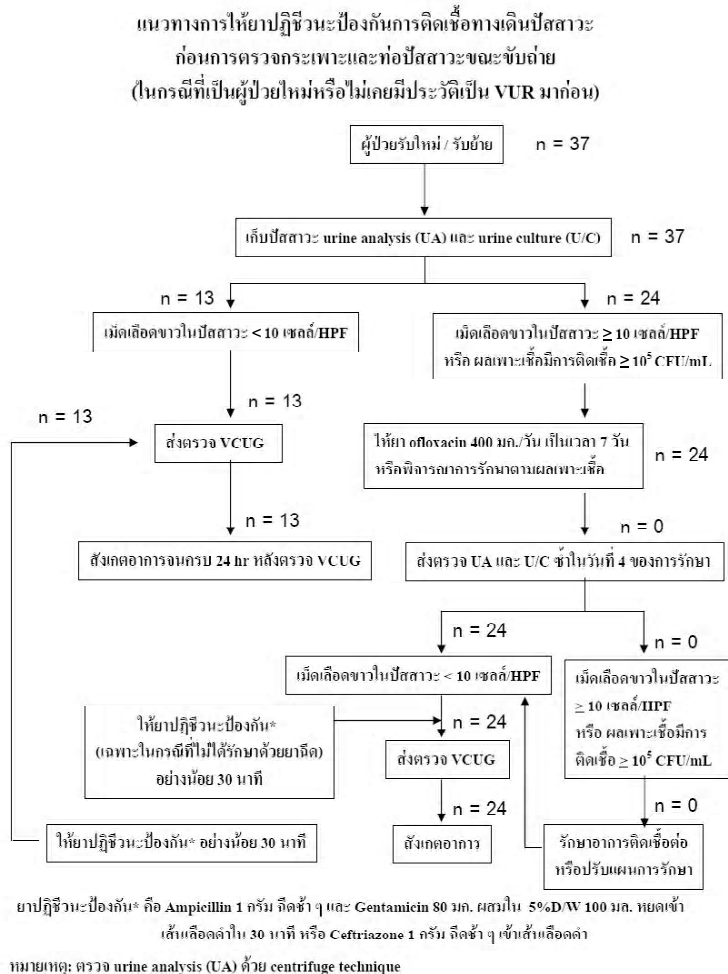 แนวทางการให้ยาปฏิชีวนะป้องกันการติดเชื้อทางเดินปัสสาวะ
ก่อนการตรวจกระเพาะและท่อปัสสาวะขณะขับถ่าย
(ในกรณีที่เป็นผู้ป่วยใหม่หรือไม่เคยมีประวัติเป็น VUR มาก่อน)
ผู้ป่วยรับใหม่ / รับย้าย
n = 37
เก็บปัสสาวะ urine analysis (UA) และ urine culture (U/C)
n = 37
n = 13
n = 24
เม็ดเลือดขาวในปัสสาวะ < 10 เซลล์/HPF
เม็ดเลือดขาวในปัสสาวะ ≥ 10 เซลล์/HPF
หรือ ผลเพาะเชื้อมีการติดเชื้อ ≥ 10⁵ CFU/mL
n = 13
n = 13
ส่งตรวจ VCUG
ให้ยา ofloxacin 400 มก./วัน เป็นเวลา 7 วัน
หรือพิจารณาการรักษาตามผลเพาะเชื้อ
n = 24
n = 13
n = 0
สังเกตอาการจนครบ 24 hr หลังตรวจ VCUG
ส่งตรวจ UA และ U/C ซ้ำในวันที่ 4 ของการรักษา
n = 24
n = 0
เม็ดเลือดขาวในปัสสาวะ < 10 เซลล์/HPF
เม็ดเลือดขาวในปัสสาวะ
≥ 10 เซลล์/HPF
หรือ ผลเพาะเชื้อมีการ
ติดเชื้อ ≥ 10⁵ CFU/mL
ให้ยาปฏิชีวนะป้องกัน*
(เฉพาะในกรณีที่ไม่ได้รักษาด้วยยาฉีด)
อย่างน้อย 30 นาที
n = 24
ส่งตรวจ VCUG
n = 24
n = 0
ให้ยาปฏิชีวนะป้องกัน* อย่างน้อย 30 นาที
สังเกตอาการ
รักษาอาการติดเชื้อต่อ
หรือปรับแผนการรักษา
ยาปฏิชีวนะป้องกัน* คือ Ampicillin 1 กรัม ฉีดช้า ๆ และ Gentamicin 80 มก. ผสมใน 5%D/W 100 มล. หยดเข้า
เส้นเลือดดำใน 30 นาที หรือ Ceftriazone 1 กรัม ฉีดช้า ๆ เข้าเส้นเลือดดำ
หมายเหตุ: ตรวจ urine analysis (UA) ด้วย centrifuge technique